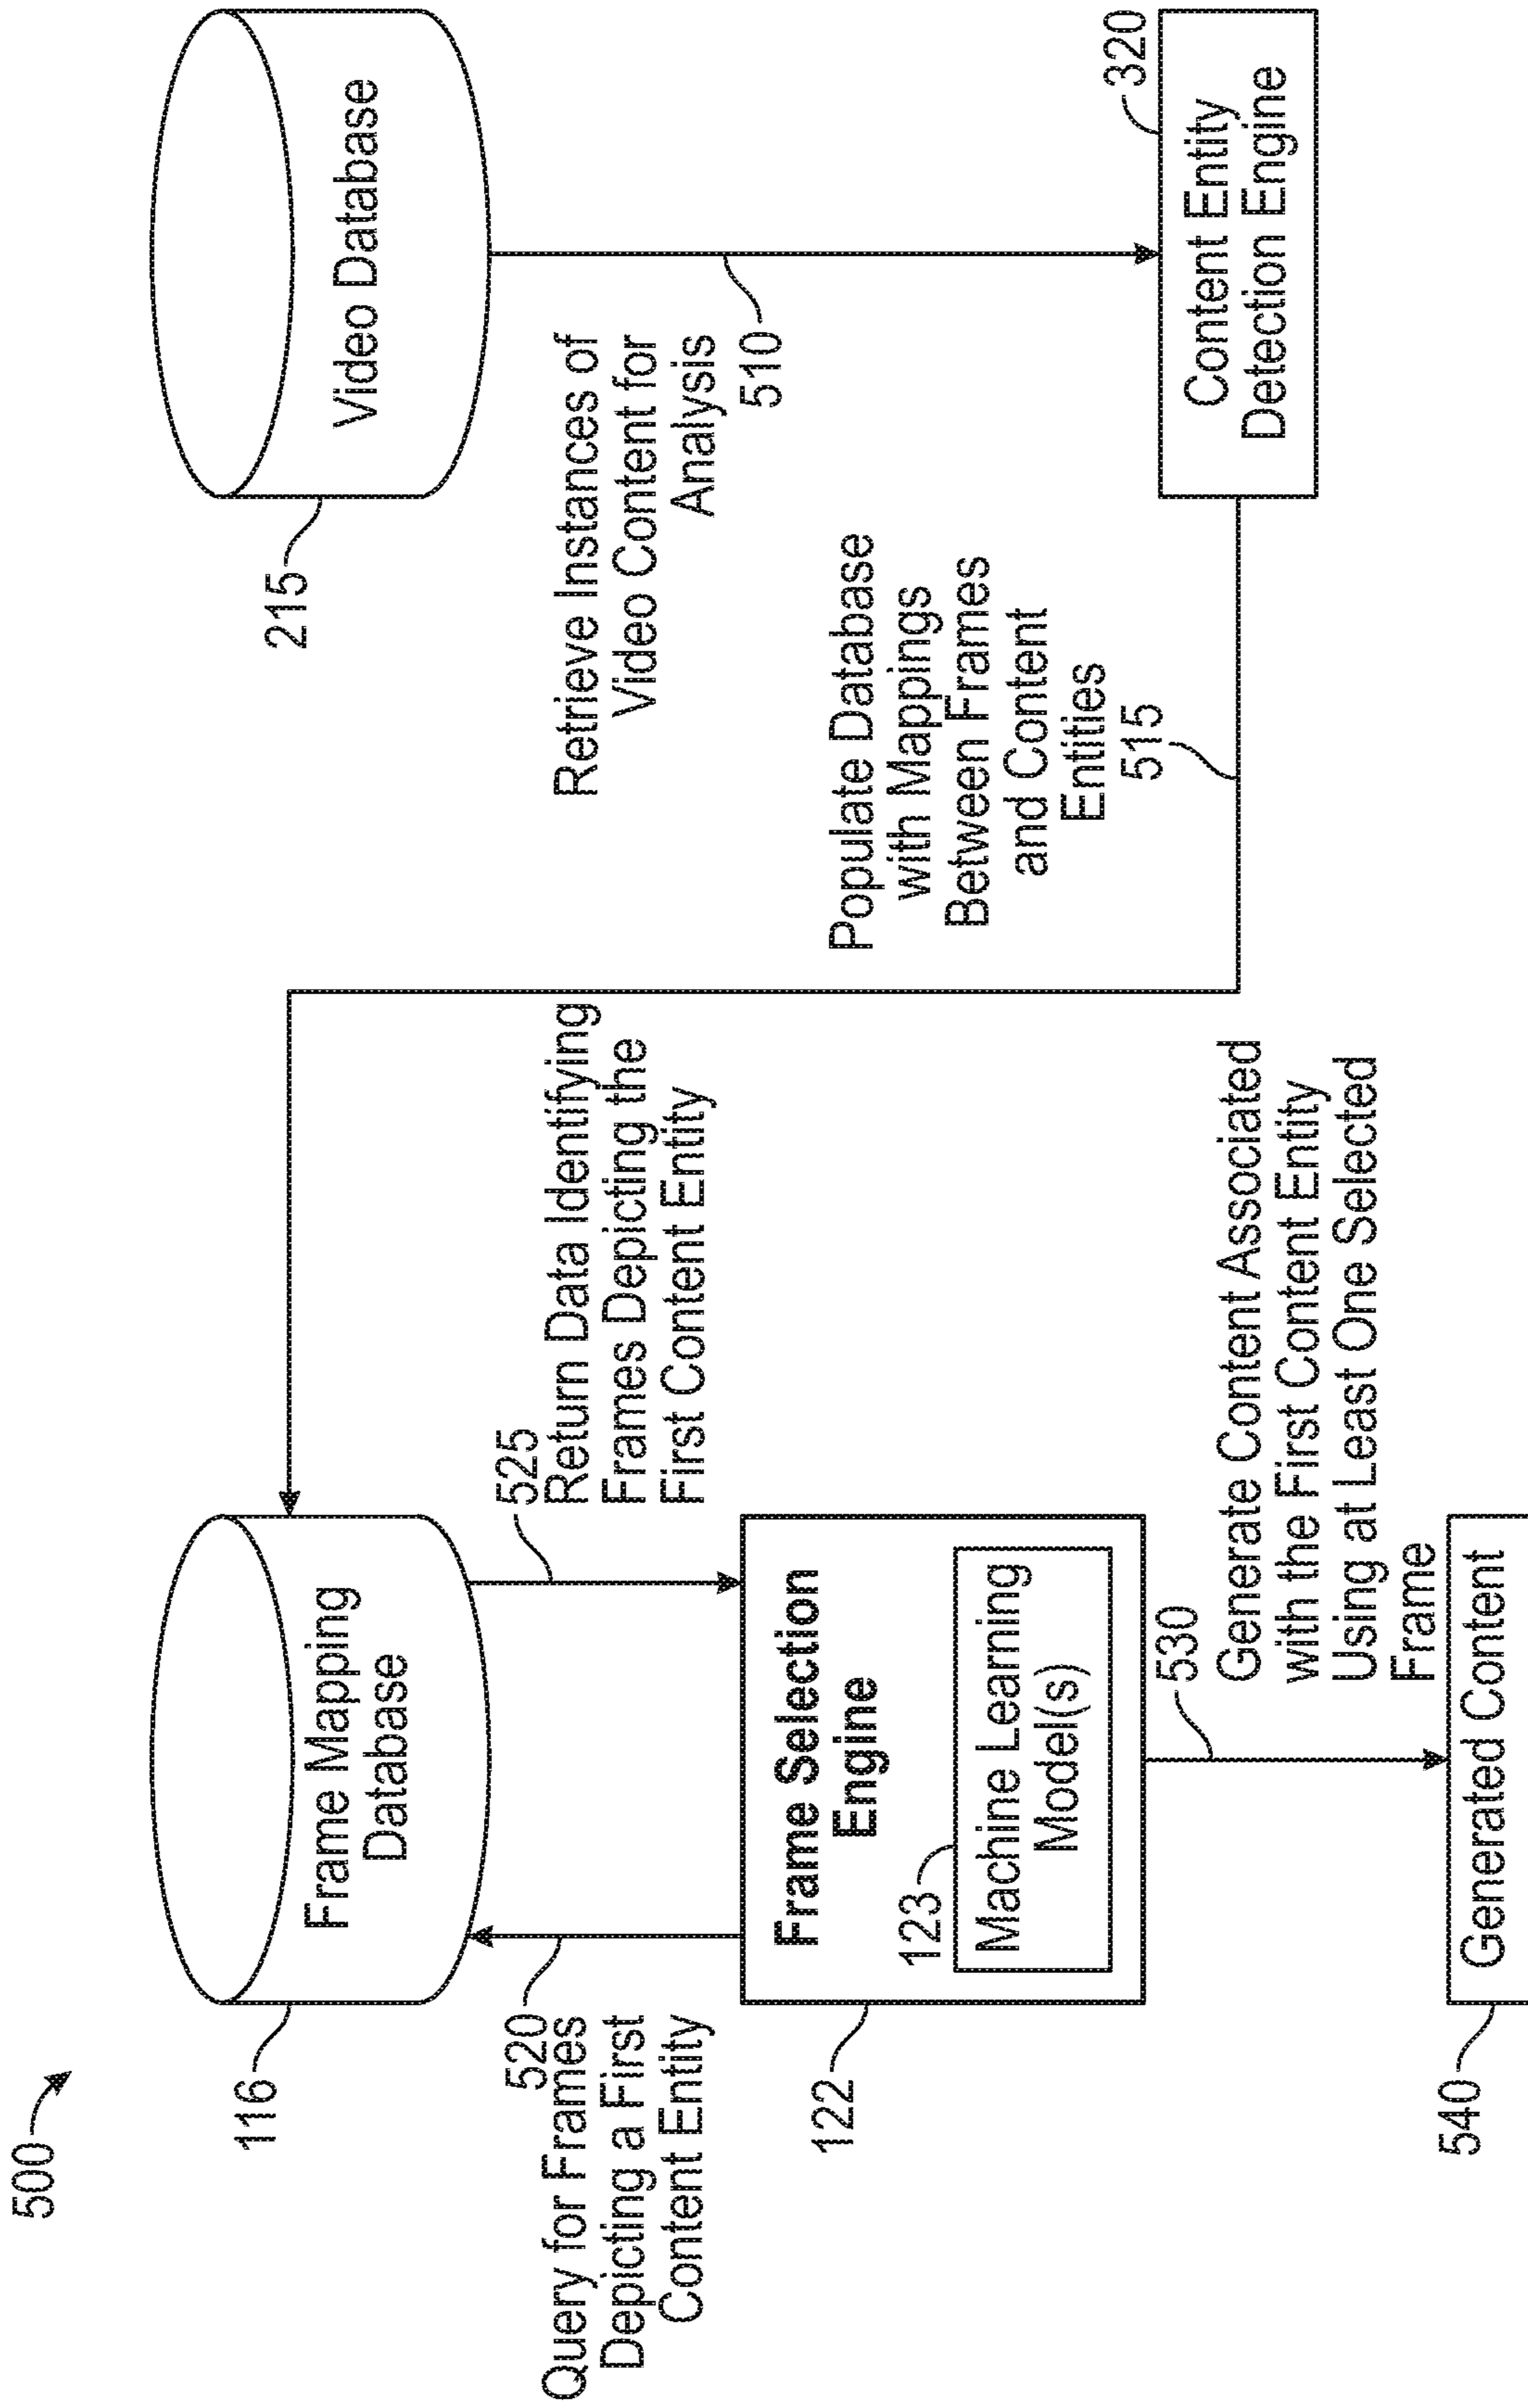 500
116
Frame Mapping
Database
215
Video Database
520
Query for Frames
Depicting a First
Content Entity
525
Return Data Identifying
Frames Depicting the
First Content Entity
Retrieve Instances of
Video Content for
Analysis
510
122
Frame Selection
Engine
123
Machine Learning
Model(s)
Populate Database
with Mappings
Between Frames
and Content
Entities
515
320
Content Entity
Detection Engine
530
Generate Content Associated
with the First Content Entity
Using at Least One Selected
Frame
540
Generated Content